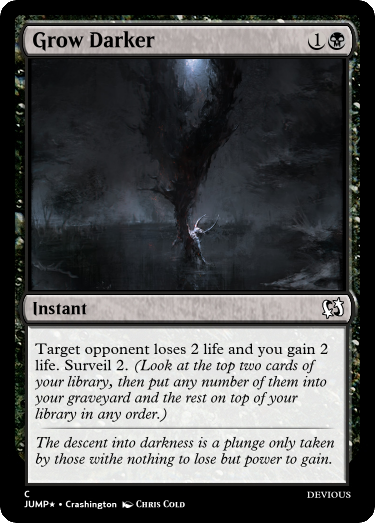 Grow Darker 1
Instant
Target opponent loses 2 life and you gain 2
life. Surveil 2. (Look at the top two cards of
your library, then put any number of them into
your graveyard and the rest on top of your
library in any order.)
The descent into darkness is a plunge only taken
by those withe nothing to lose but power to gain.
C DEVIOUS
JUMP★ • Crashington Chris Cold